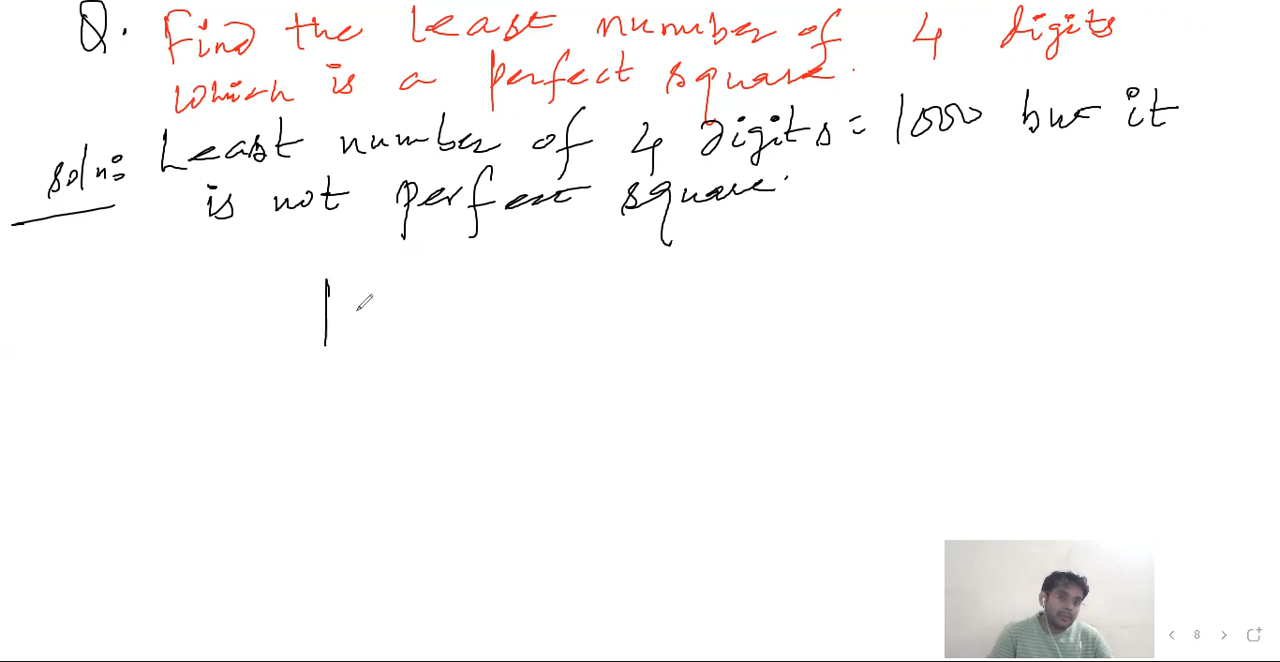 Q. Find the Least number of 4 digits
which is a perfect square.
soln: Least number of 4 digits = 1000 but it
is not perfect square.
8